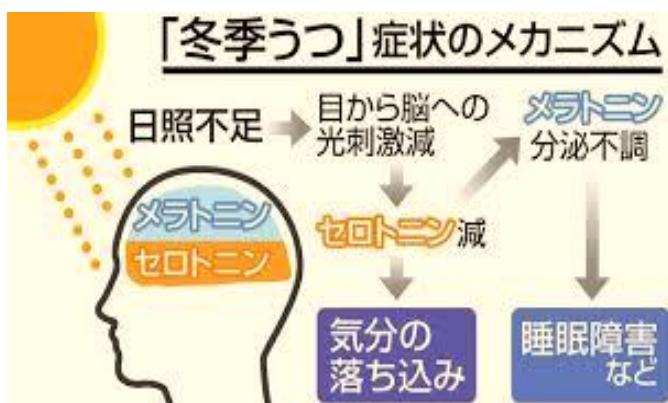 「冬季うつ」症状のメカニズム
日照不足
目から脳への
光刺激減
メラトニン
分泌不調
セロトニン減
メラトニン
セロトニン
気分の
落ち込み
睡眠障害
など